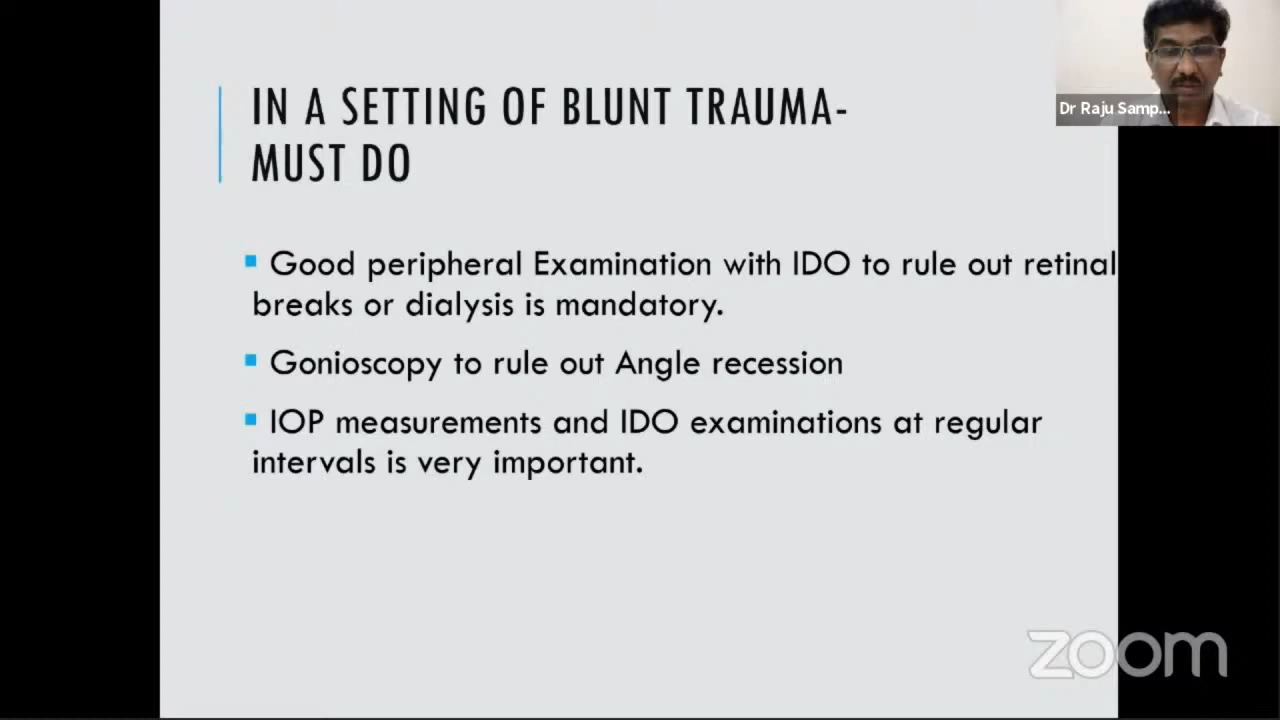 IN A SETTING OF BLUNT TRAUMA-
MUST DO
Good peripheral Examination with IDO to rule out retinal
breaks or dialysis is mandatory.
Gonioscopy to rule out Angle recession
IOP measurements and IDO examinations at regular
intervals is very important.
Dr Raju Samp...
zoom